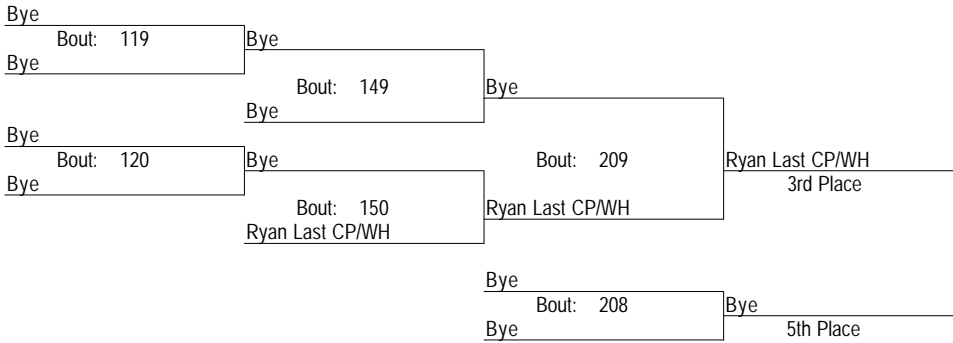 Bye
Bout: 119 Bye
Bye
Bout: 149 Bye
Bye
Bye
Bout: 120 Bye Bout: 209 Ryan Last CP/WH
Bye 3rd Place
Bout: 150 Ryan Last CP/WH
Ryan Last CP/WH
Bye
Bout: 208 Bye
Bye 5th Place